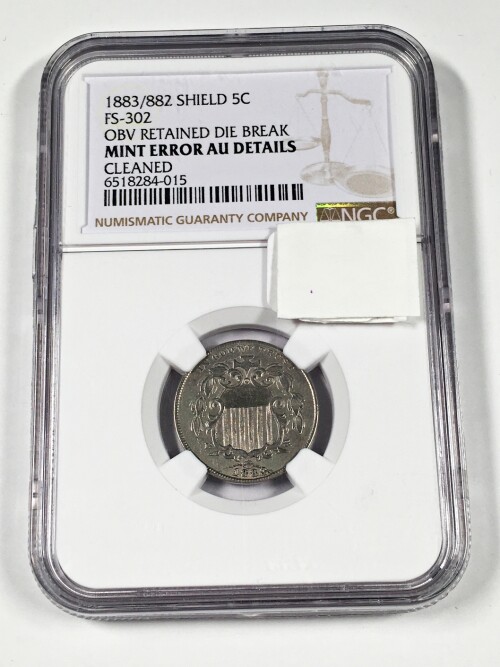 1883/882 SHIELD 5C
FS-302
OBV RETAINED DIE BREAK
MINT ERROR AU DETAILS
CLEANED
6518284-015
NUMISMATIC GUARANTY COMPANY NGC®